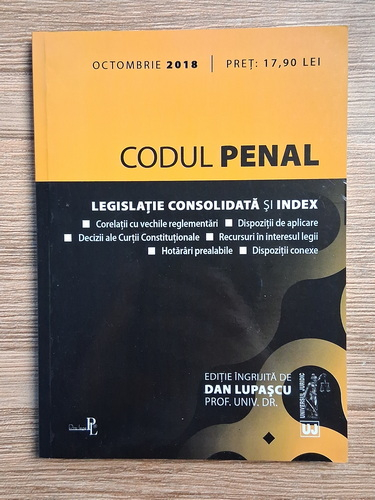 OCTOMBRIE 2018 | PREȚ: 17,90 LEI
CODUL PENAL
LEGISLAȚIE CONSOLIDATĂ ȘI INDEX
■ Corelații cu vechile reglementări ■ Dispoziții de aplicare
■ Decizii ale Curții Constituționale ■ Recursuri în interesul legii
■ Hotărâri prealabile ■ Dispoziții conexe
EDIȚIE ÎNGRIJITĂ DE
DAN LUPAȘCU
PROF. UNIV. DR.
UNIVERSUL JURIDIC
UJ
PL